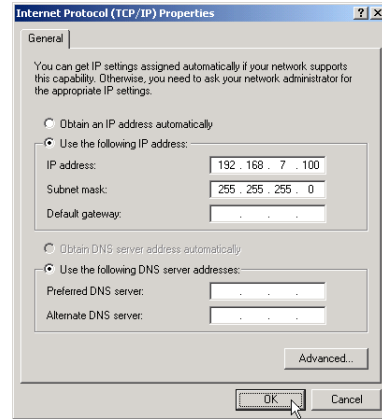 Internet Protocol (TCP/IP) Properties
General
You can get IP settings assigned automatically if your network supports
this capability. Otherwise, you need to ask your network administrator for
the appropriate IP settings.
Obtain an IP address automatically
Use the following IP address:
IP address: 192 . 168 . 7 . 100
Subnet mask: 255 . 255 . 255 . 0
Default gateway: . . .
Obtain DNS server address automatically
Use the following DNS server addresses:
Preferred DNS server: . . .
Alternate DNS server: . . .
Advanced...
OK Cancel